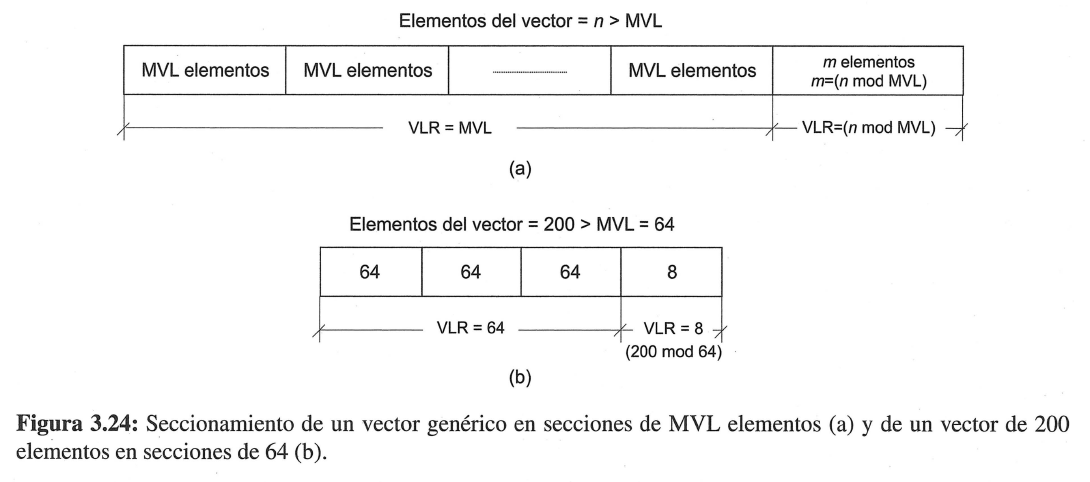 Elementos del vector = n > MVL
MVL elementos MVL elementos MVL elementos m elementos
m=(n mod MVL)
VLR = MVL VLR=(n mod MVL)
(a)
Elementos del vector = 200 > MVL = 64
64 64 64 8
VLR = 64 VLR = 8
(200 mod 64)
(b)
Figura 3.24: Seccionamiento de un vector genérico en secciones de MVL elementos (a) y de un vector de 200
elementos en secciones de 64 (b).